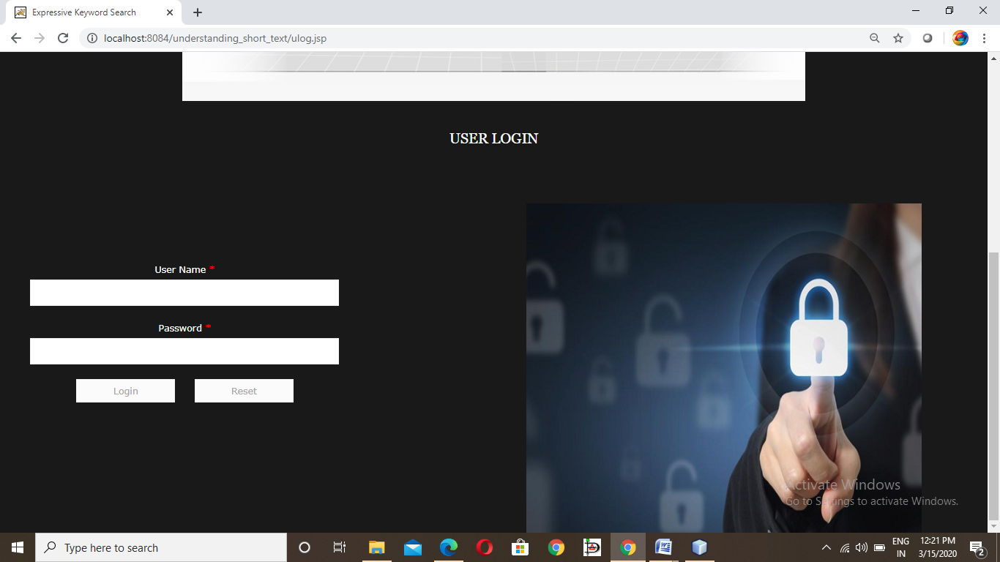 Expressive Keyword Search
localhost:8084/understanding_short_text/ulog.jsp
USER LOGIN
User Name *
Password *
Login
Reset
Activate Windows
Go to Settings to activate Windows.
Type here to search
ENG
IN
12:21 PM
3/15/2020
2